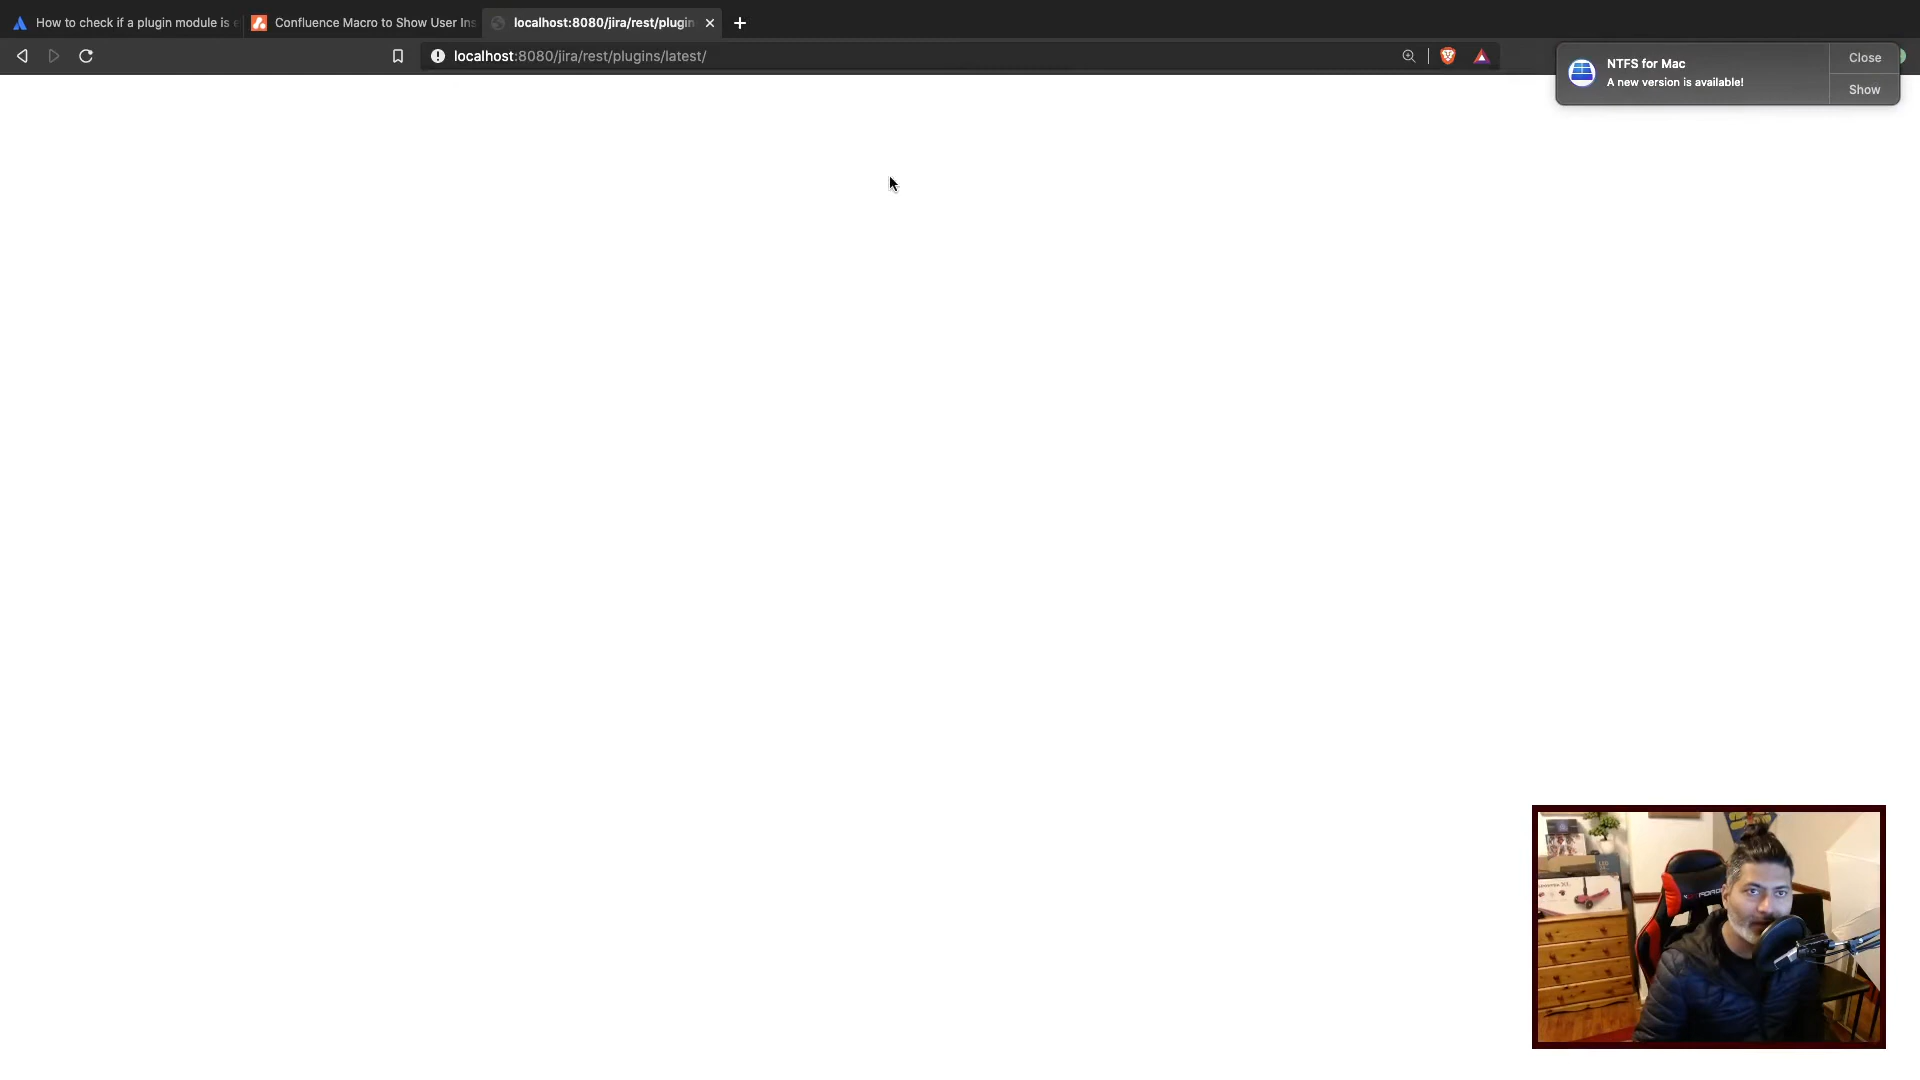 How to check if a plugin module is
Confluence Macro to Show User Ins
localhost:8080/jira/rest/plugin
localhost:8080/jira/rest/plugins/latest/
NTFS for Mac
A new version is available!
Close
Show